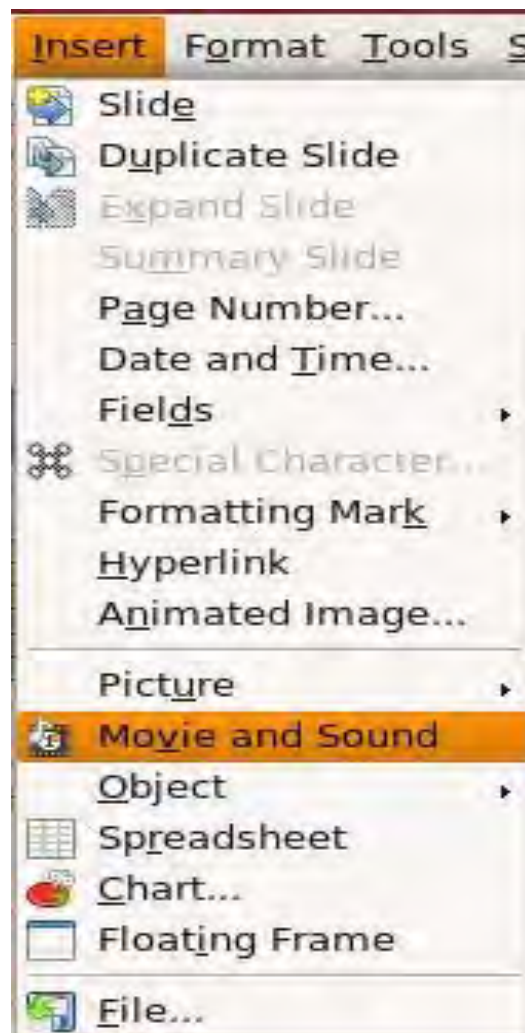 Insert Format Tools S
Slide
Duplicate Slide
Expand Slide
Summary Slide
Page Number...
Date and Time...
Fields
Special Character...
Formatting Mark
Hyperlink
Animated Image...
Picture
Movie and Sound
Object
Spreadsheet
Chart...
Floating Frame
File...